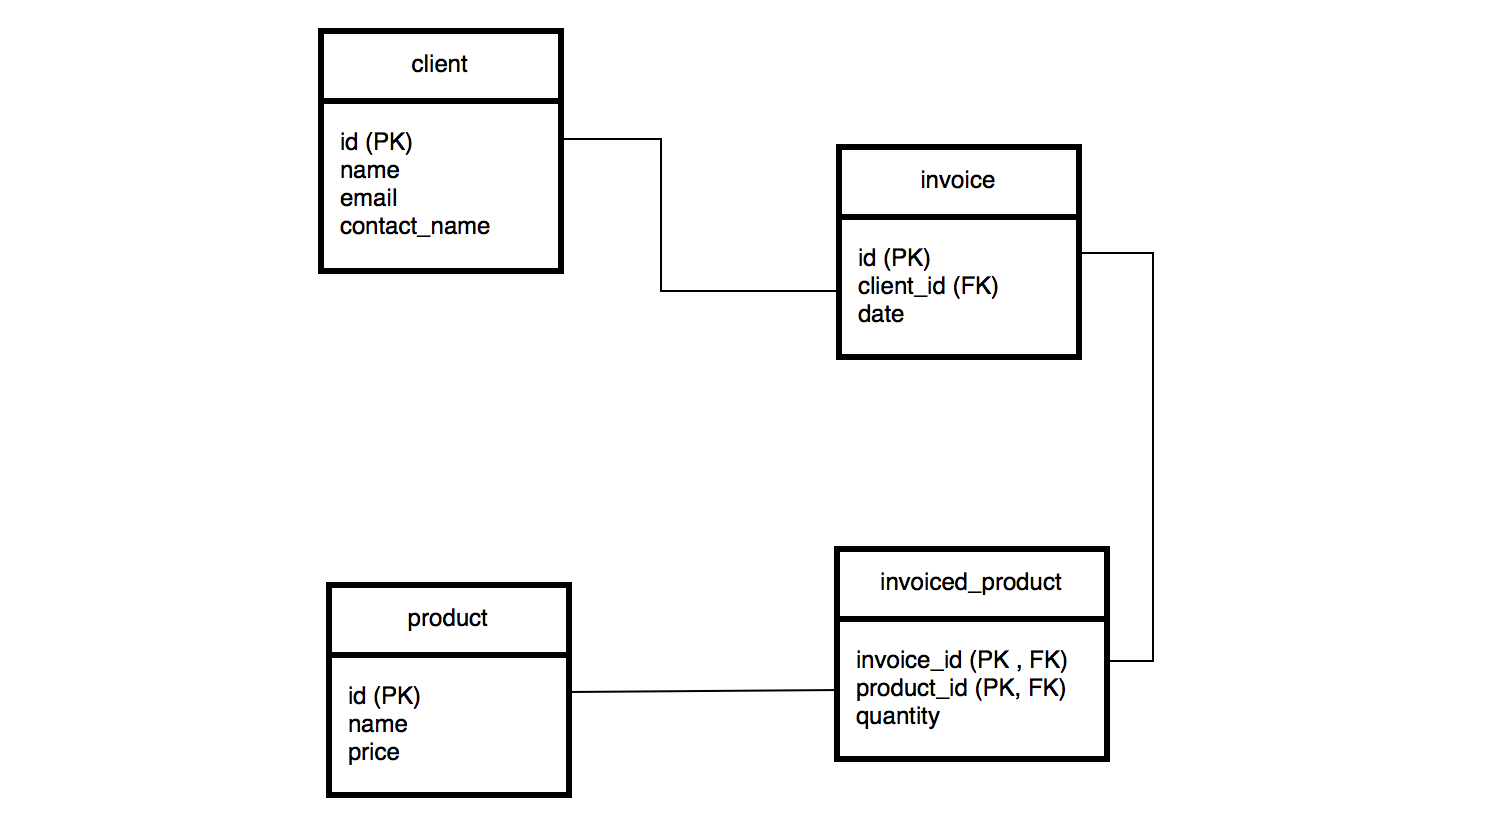 client
id (PK)
name
email
contact_name
invoice
id (PK)
client_id (FK)
date
product
id (PK)
name
price
invoiced_product
invoice_id (PK , FK)
product_id (PK, FK)
quantity